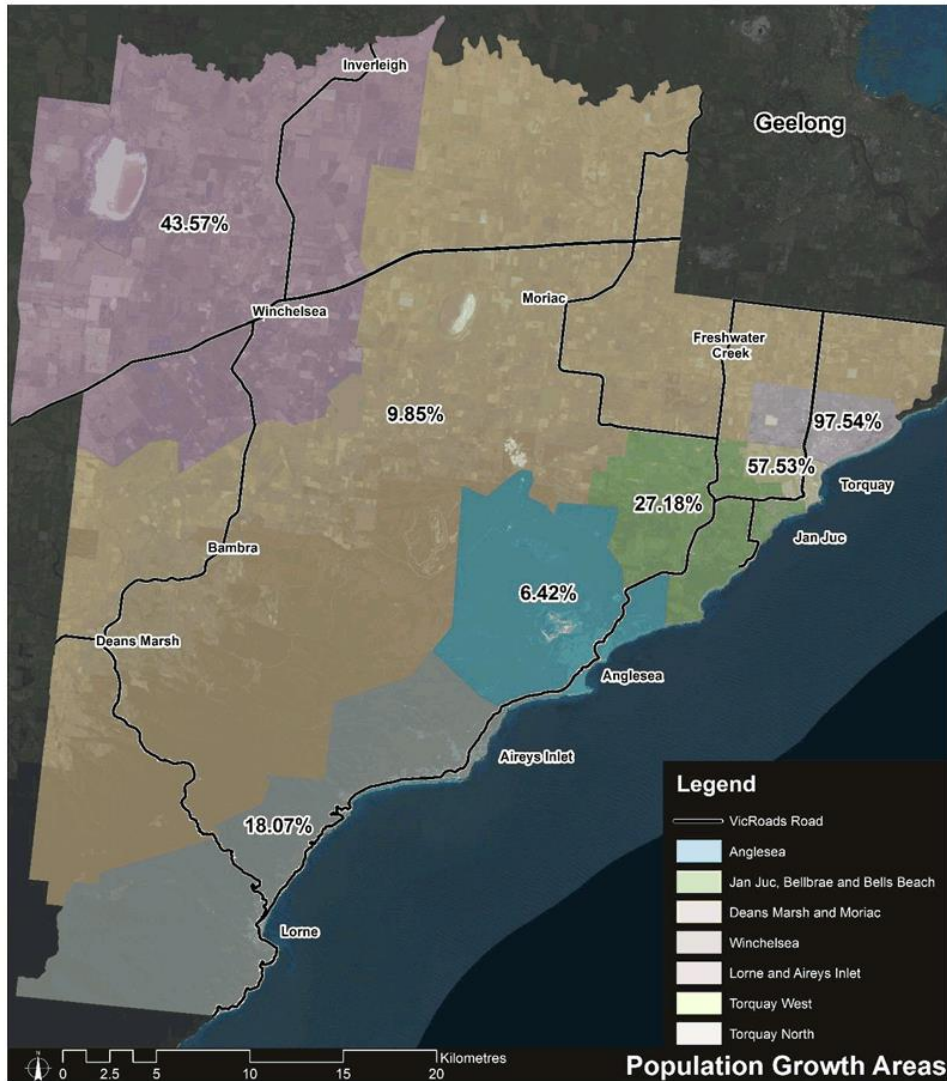 Inverleigh
Geelong
43.57%
Winchelsea
Moriac
Freshwater
Creek
9.85%
97.54%
57.53%
Torquay
27.18%
Jan Juc
Bambra
6.42%
Deans Marsh
Anglesea
Aireys Inlet
18.07%
Lorne
Legend
VicRoads Road
Anglesea
Jan Juc, Bellbrae and Bells Beach
Deans Marsh and Moriac
Winchelsea
Lorne and Aireys Inlet
Torquay West
Torquay North
N
Kilometres
0 2.5 5 10 15 20
Population Growth Areas